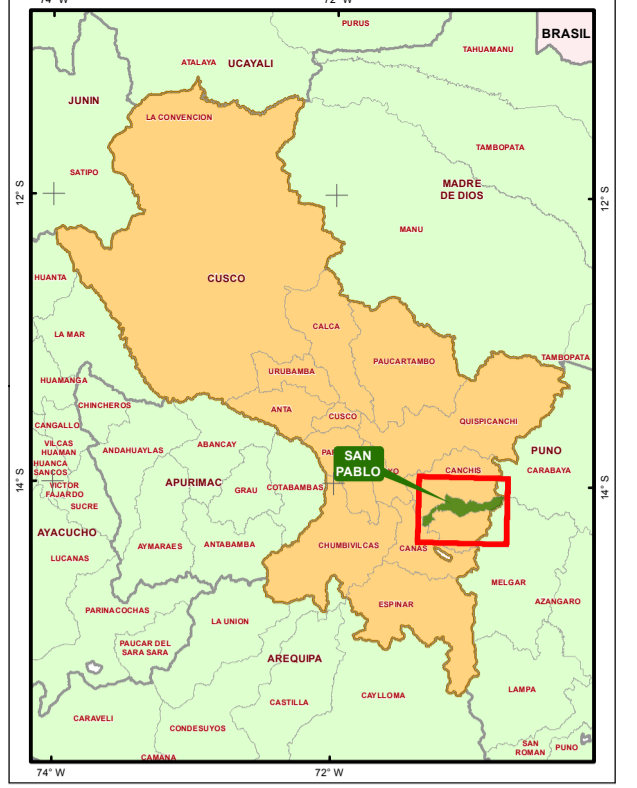 74° W
72° W
PURUS
BRASIL
TAHUAMANU
ATALAYA
UCAYALI
JUNIN
LA CONVENCION
TAMBOPATA
SATIPO
MADRE
DE DIOS
12° S
12° S
MANU
HUANTA
CUSCO
CALCA
LA MAR
PAUCARTAMBO
TAMBOPATA
URUBAMBA
HUAMANGA
CHINCHEROS
ANTA
CUSCO
QUISPICANCHI
CANGALLO
VILCAS
HUAMAN
ANDAHUAYLAS
ABANCAY
PUNO
HUANCA
SANCOS
SAN
PABLO
CANCHIS
CARABAYA
14° S
14° S
VICTOR
FAJARDO
APURIMAC
GRAU
COTABAMBAS
SUCRE
AYACUCHO
AYMARAES
ANTABAMBA
CHUMBIVILCAS
CANAS
LUCANAS
MELGAR
ESPINAR
AZANGARO
PARINACOCHAS
LA UNION
PAUCAR DEL
SARA SARA
AREQUIPA
LAMPA
CAYLLOMA
CASTILLA
CARAVELI
CONDESUYOS
SAN
ROMAN
PUNO
CAMANA
74° W
72° W